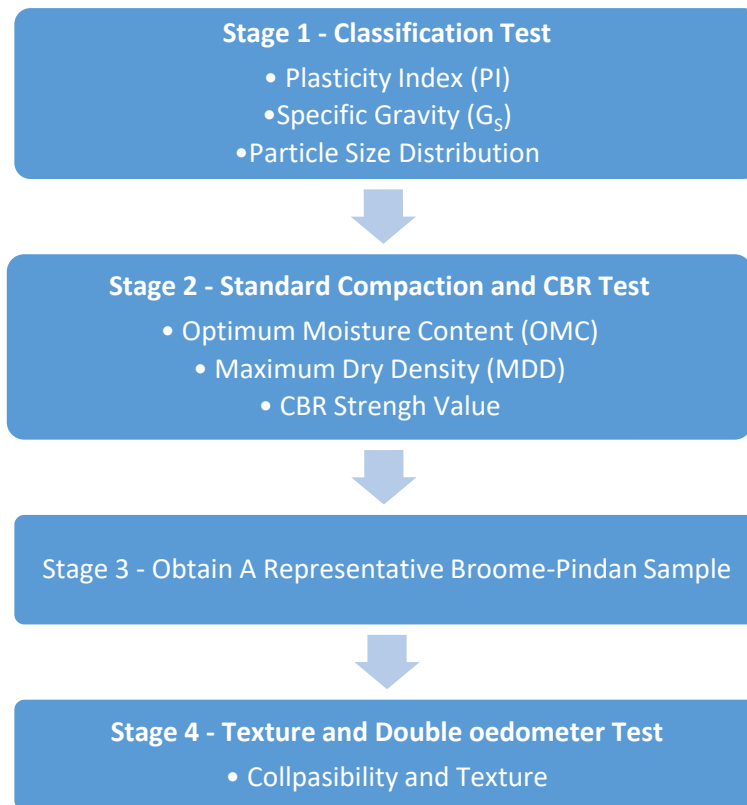 Stage 1 - Classification Test
• Plasticity Index (PI)
•Specific Gravity (GS)
•Particle Size Distribution
Stage 2 - Standard Compaction and CBR Test
• Optimum Moisture Content (OMC)
• Maximum Dry Density (MDD)
• CBR Strengh Value
Stage 3 - Obtain A Representative Broome-Pindan Sample
Stage 4 - Texture and Double oedometer Test
• Collpasibility and Texture